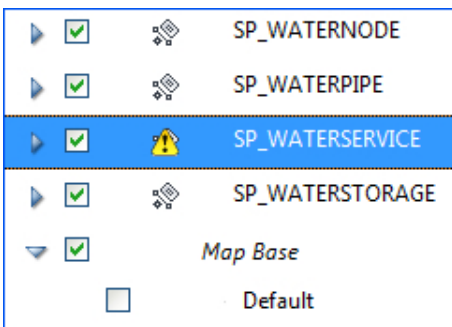 SP_WATERNODE
SP_WATERPIPE
SP_WATERSERVICE
SP_WATERSTORAGE
Map Base
Default